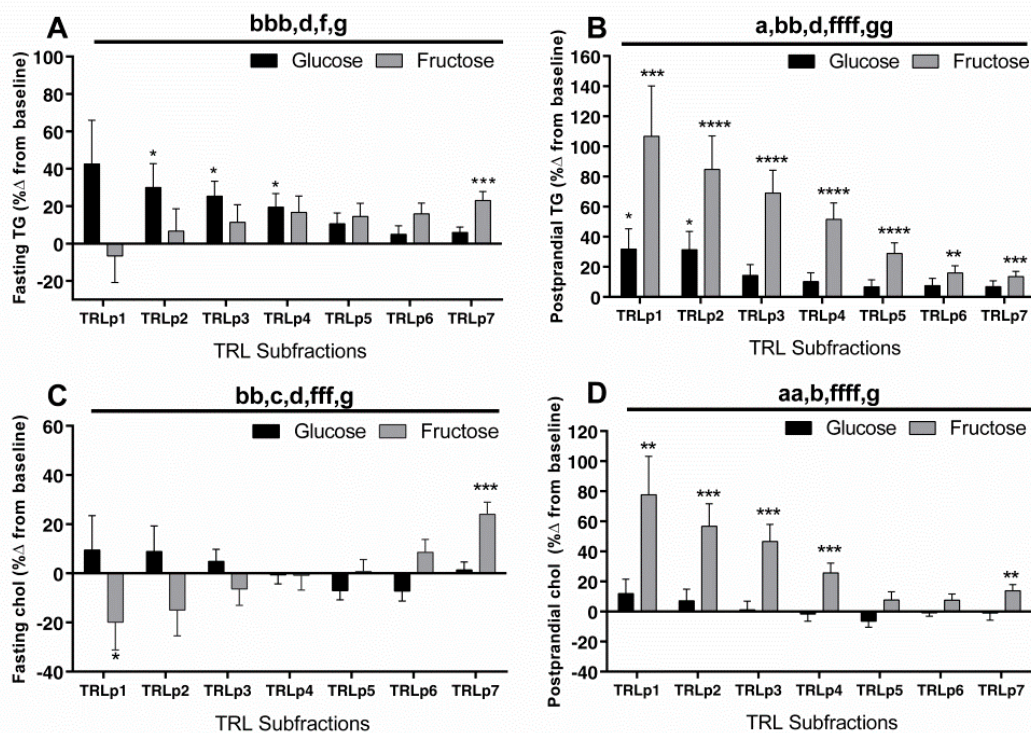 A
bbb,d,f,g
Glucose Fructose
Fasting TG (%Δ from baseline)
100
80
60
40
20
0
-20
* * * ***
TRLp1 TRLp2 TRLp3 TRLp4 TRLp5 TRLp6 TRLp7
TRL Subfractions
B
a,bb,d,ffff,gg
Glucose Fructose
Postprandial TG (%Δ from baseline)
160
140
120
100
80
60
40
20
0
* *** * **** **** **** **** ** ***
TRLp1 TRLp2 TRLp3 TRLp4 TRLp5 TRLp6 TRLp7
TRL Subfractions
C
bb,c,d,fff,g
Glucose Fructose
Fasting chol (%Δ from baseline)
60
40
20
0
-20
-40
* ***
TRLp1 TRLp2 TRLp3 TRLp4 TRLp5 TRLp6 TRLp7
TRL Subfractions
D
aa,b,ffff,g
Glucose Fructose
Postprandial chol (%Δ from baseline)
120
100
80
60
40
20
0
-20
-40
** *** *** *** **
TRLp1 TRLp2 TRLp3 TRLp4 TRLp5 TRLp6 TRLp7
TRL Subfractions